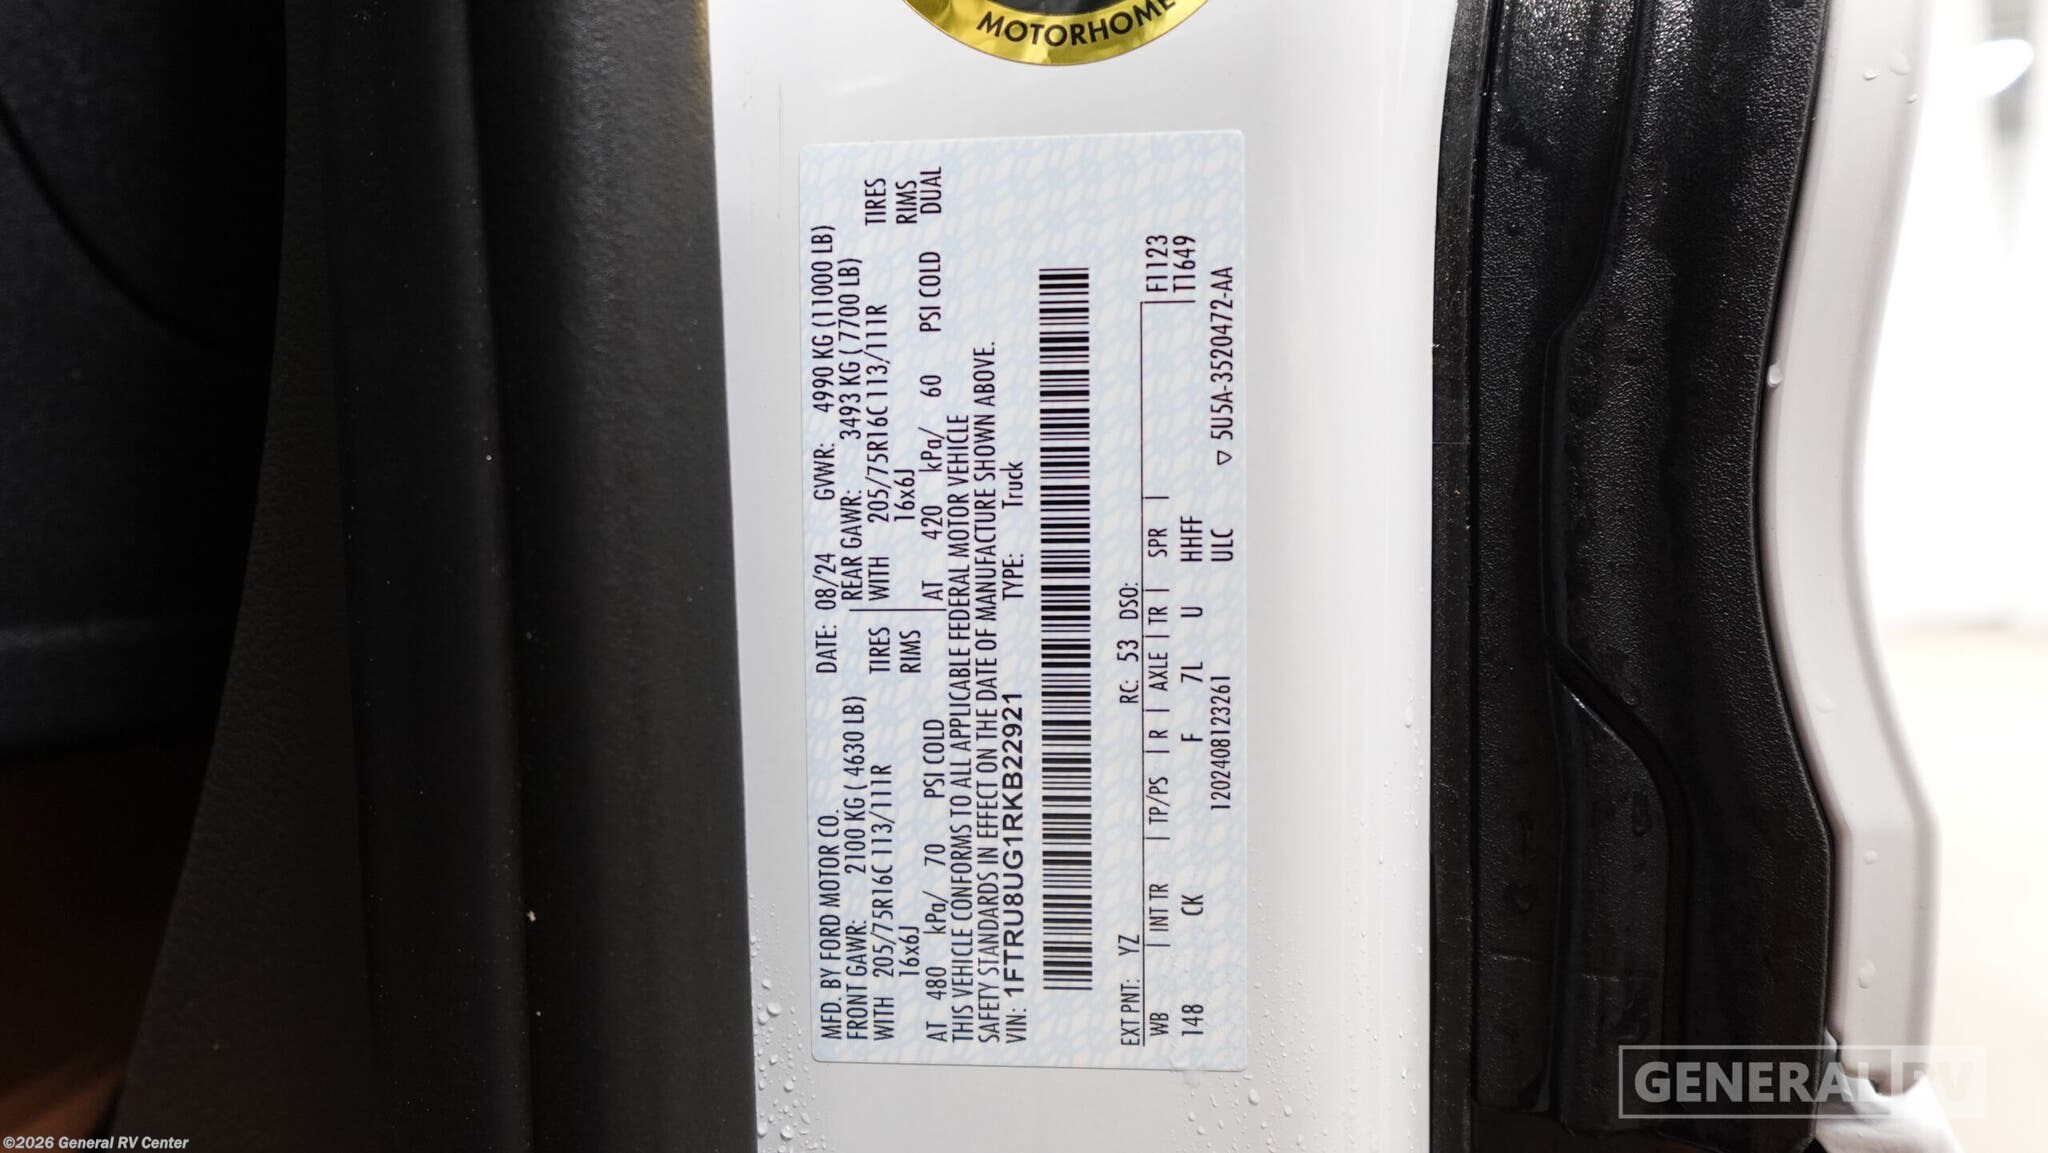 MOTORHOME
MFD. BY FORD MOTOR CO. DATE: 08/24 GVWR: 4990 KG (11000 LB)
FRONT GAWR: 2100 KG ( 4630 LB) REAR GAWR: 3493 KG ( 7700 LB)
WITH 205/75R16C 113/111R TIRES WITH 205/75R16C 113/111R TIRES
16x6J RIMS 16x6J RIMS
AT 480 kPa/ 70 PSI COLD AT 420 kPa/ 60 PSI COLD DUAL
THIS VEHICLE CONFORMS TO ALL APPLICABLE FEDERAL MOTOR VEHICLE
SAFETY STANDARDS IN EFFECT ON THE DATE OF MANUFACTURE SHOWN ABOVE.
VIN: 1FTRU8UG1RKB22921 TYPE: Truck
EXT PNT: YZ RC: 53 DSO:
WB | INT TR | TP/PS | R | AXLE | TR | SPR | F1123
148 CK F 7L U HHFF T1649
1202408123261 ULC ▽ 5U5A-3520472-AA
GENERAL RV
©2026 General RV Center